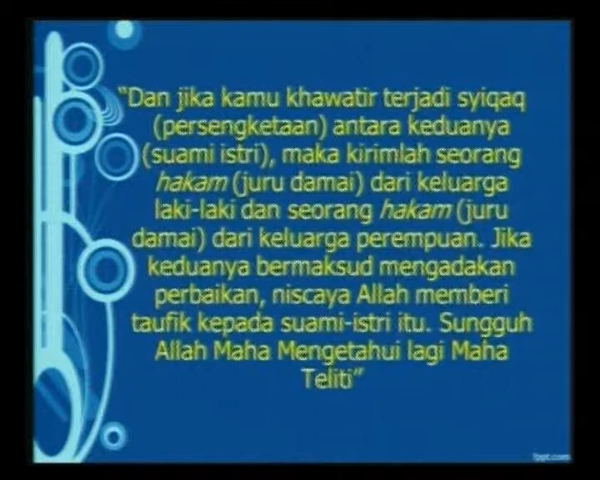 “Dan jika kamu khawatir terjadi syiqaq
(persengketaan) antara keduanya
(suami istri), maka kirimlah seorang
hakam (juru damai) dari keluarga
laki-laki dan seorang hakam (juru
damai) dari keluarga perempuan. Jika
keduanya bermaksud mengadakan
perbaikan, niscaya Allah memberi
taufik kepada suami-istri itu. Sungguh
Allah Maha Mengetahui lagi Maha
Teliti”
fppt.com